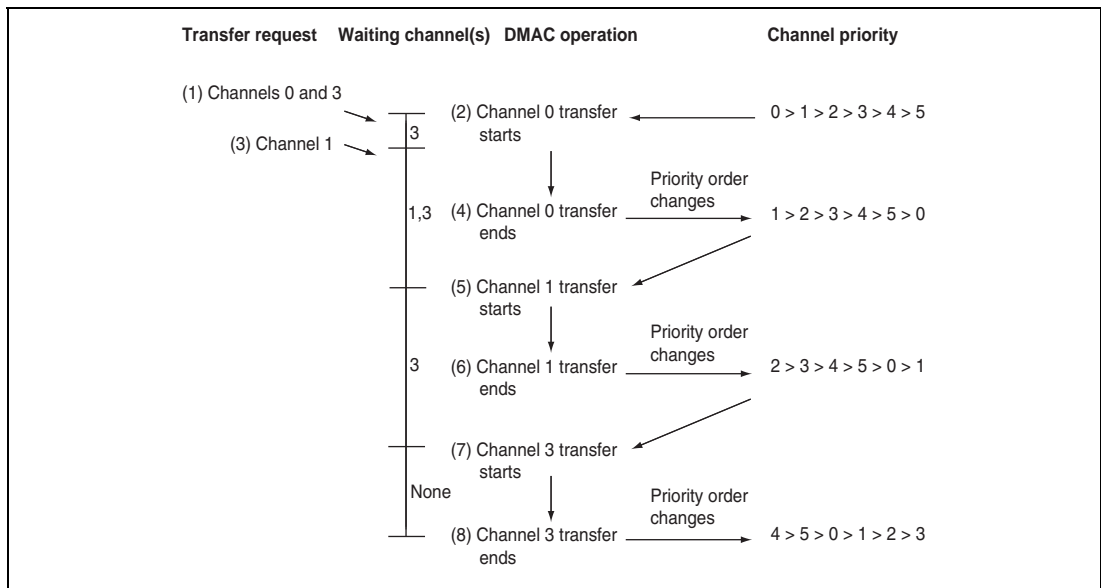 Transfer request Waiting channel(s) DMAC operation Channel priority
(1) Channels 0 and 3
(2) Channel 0 transfer
starts
0 > 1 > 2 > 3 > 4 > 5
3
(3) Channel 1
Priority order
changes
1,3
(4) Channel 0 transfer
ends
1 > 2 > 3 > 4 > 5 > 0
(5) Channel 1 transfer
starts
Priority order
changes
3
(6) Channel 1 transfer
ends
2 > 3 > 4 > 5 > 0 > 1
(7) Channel 3 transfer
starts
None
Priority order
changes
(8) Channel 3 transfer
ends
4 > 5 > 0 > 1 > 2 > 3